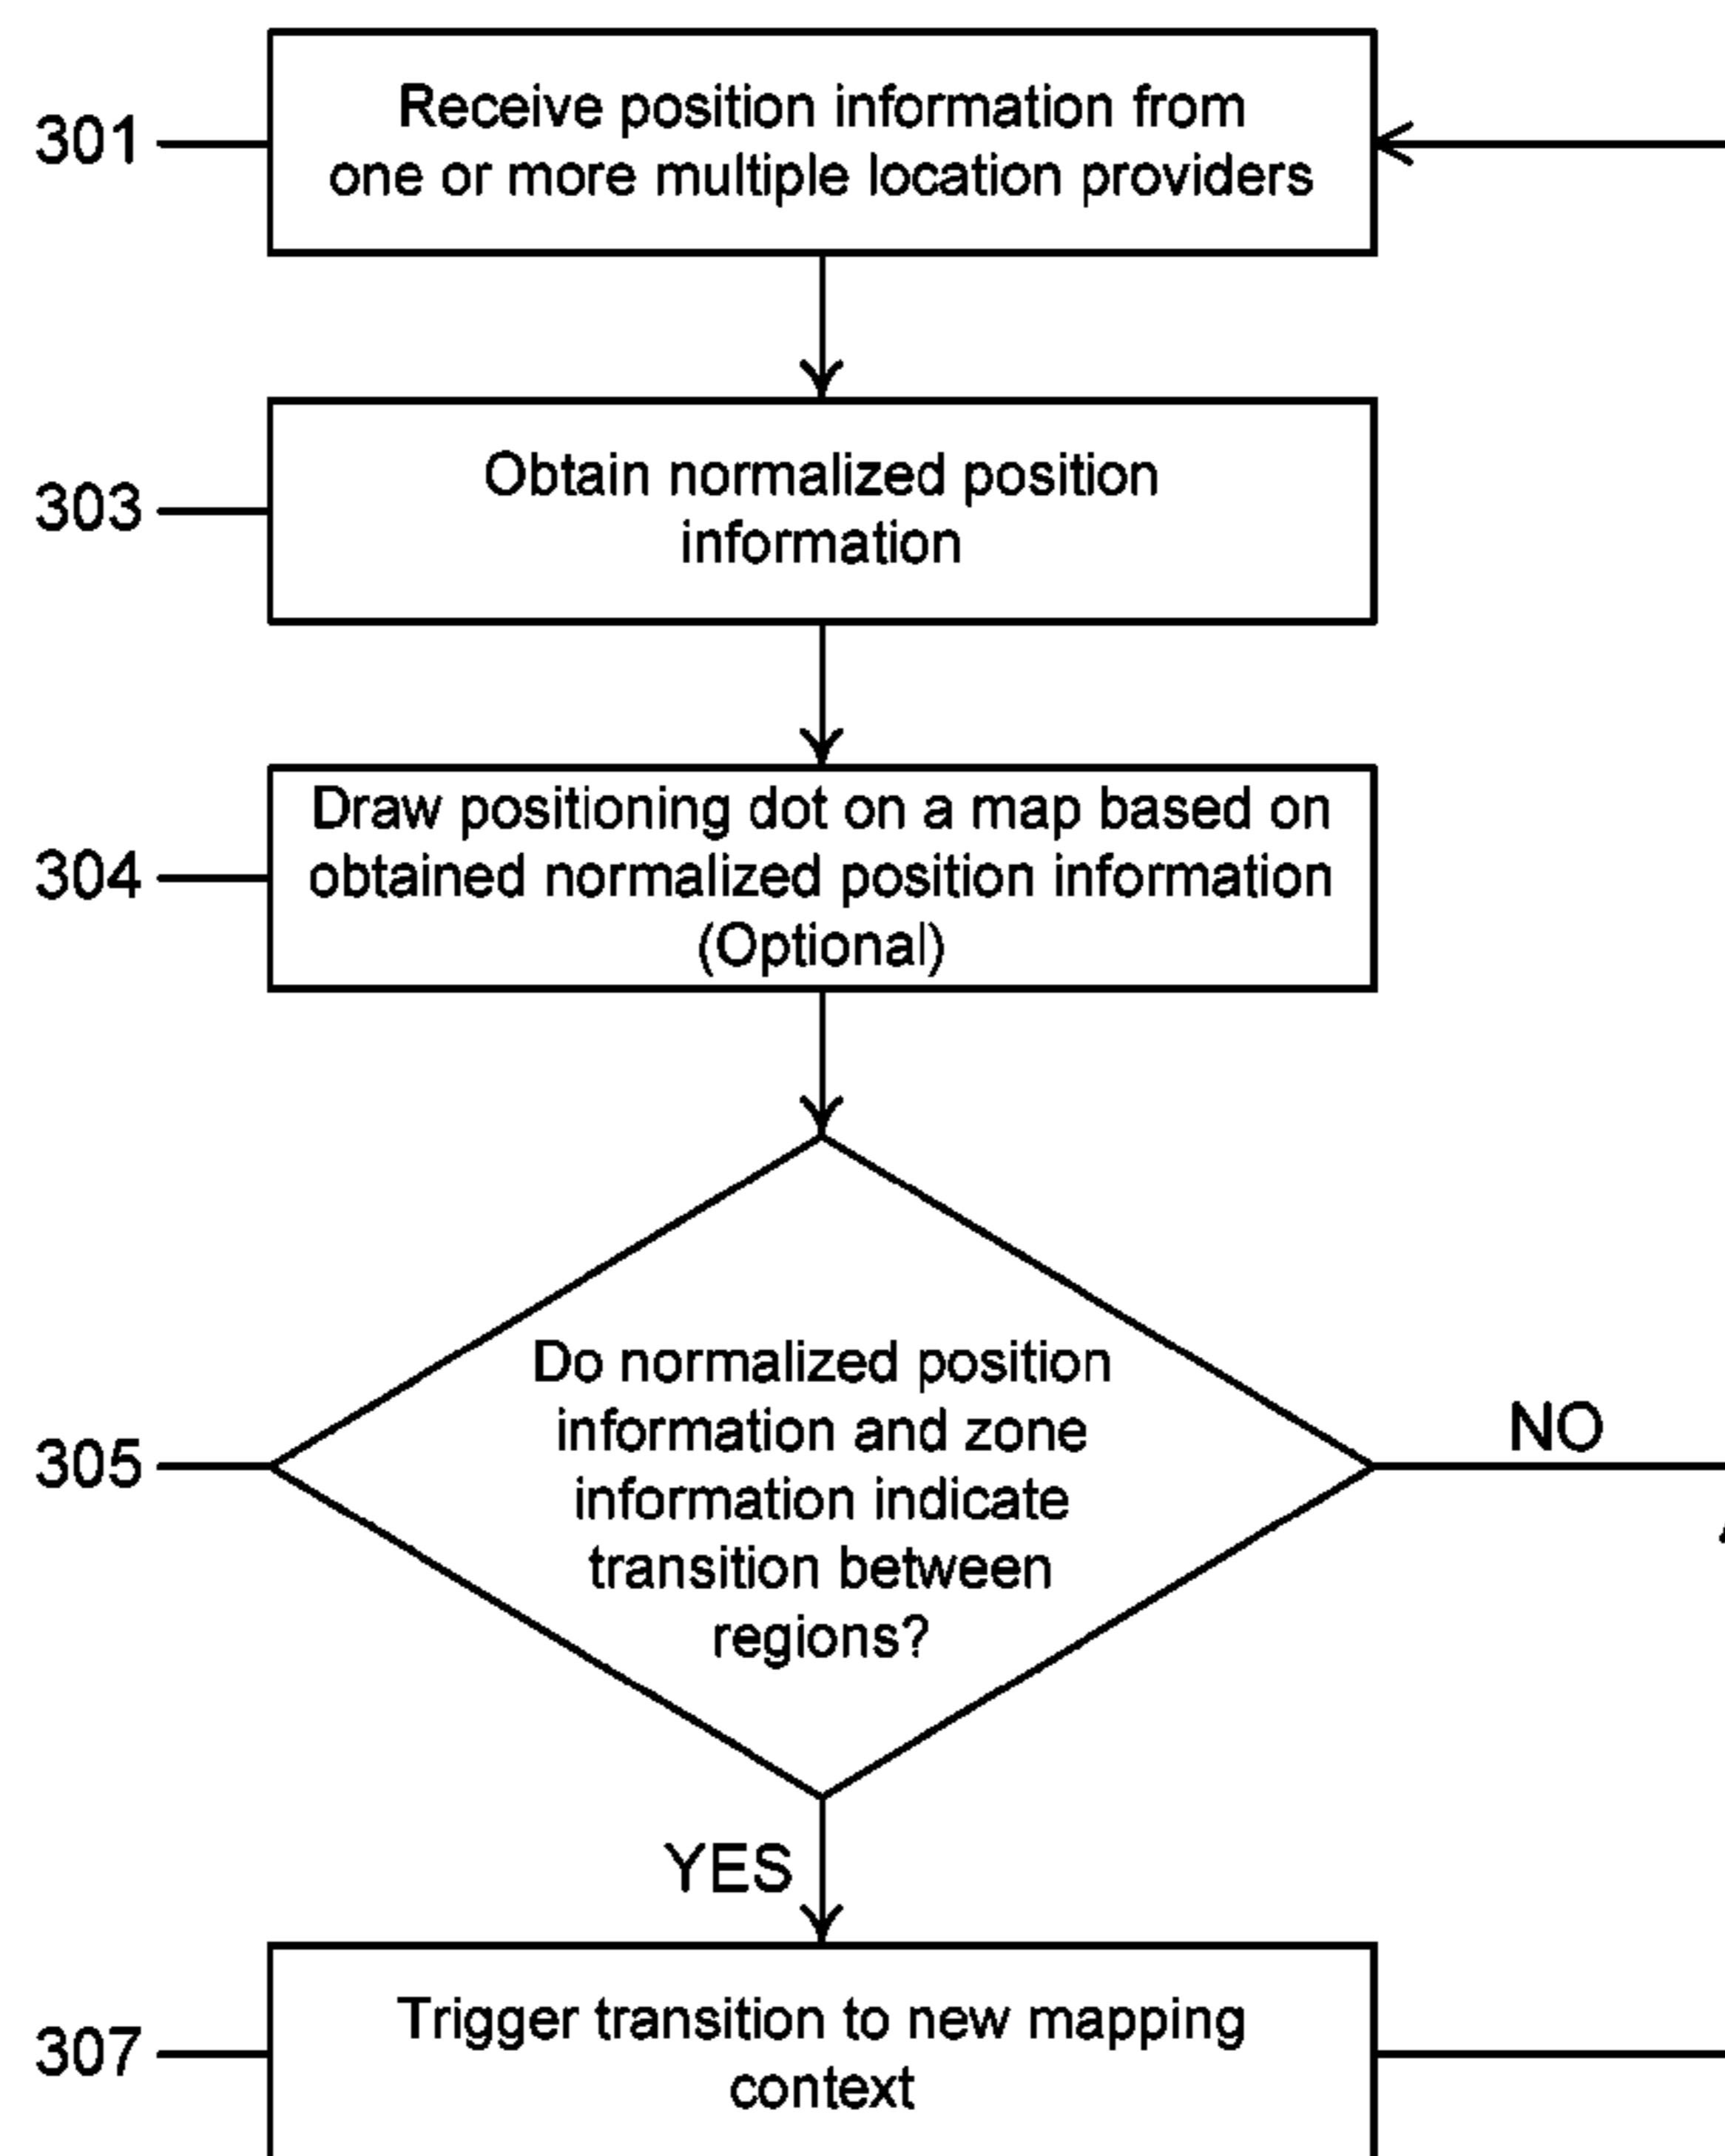 301
Receive position information from
one or more multiple location providers
303
Obtain normalized position
information
304
Draw positioning dot on a map based on
obtained normalized position information
(Optional)
305
Do normalized position
information and zone
information indicate
transition between
regions?
NO
YES
307
Trigger transition to new mapping
context